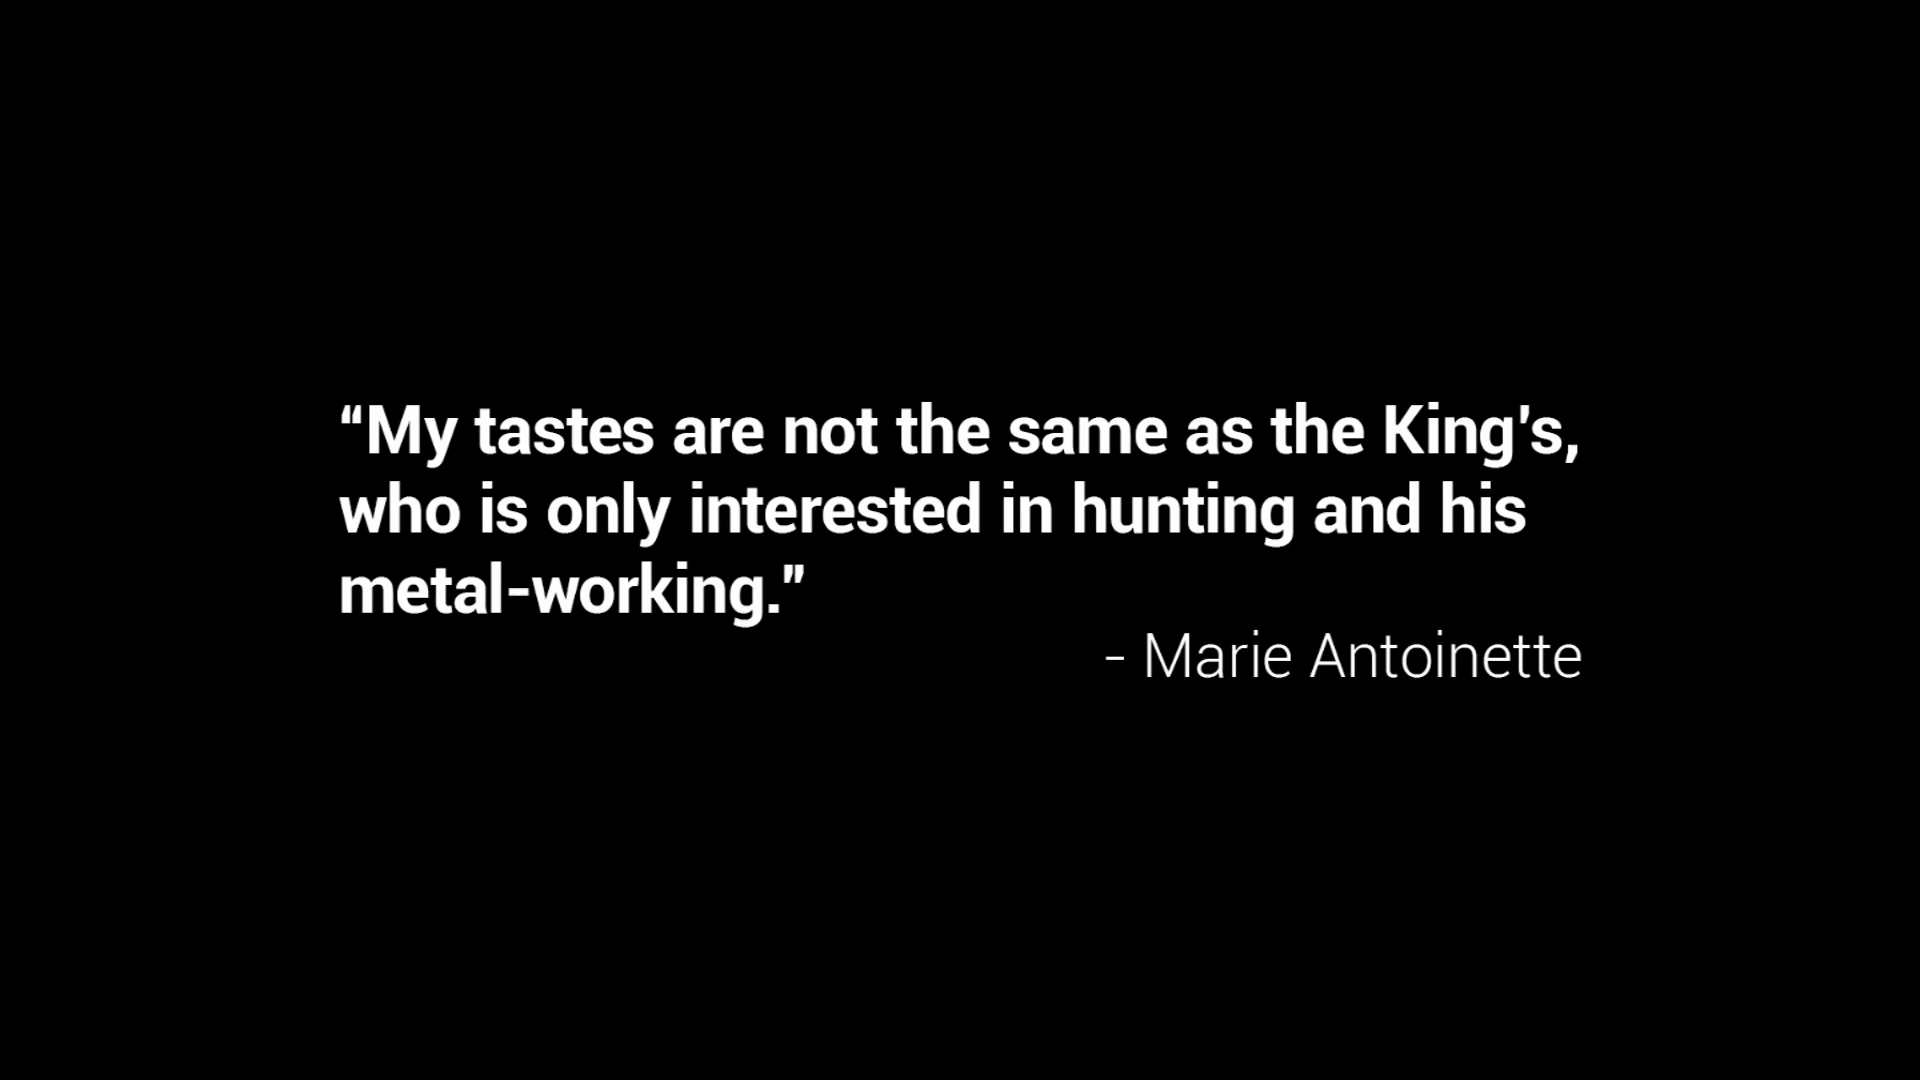 “My tastes are not the same as the King's,
who is only interested in hunting and his
metal-working.”
- Marie Antoinette